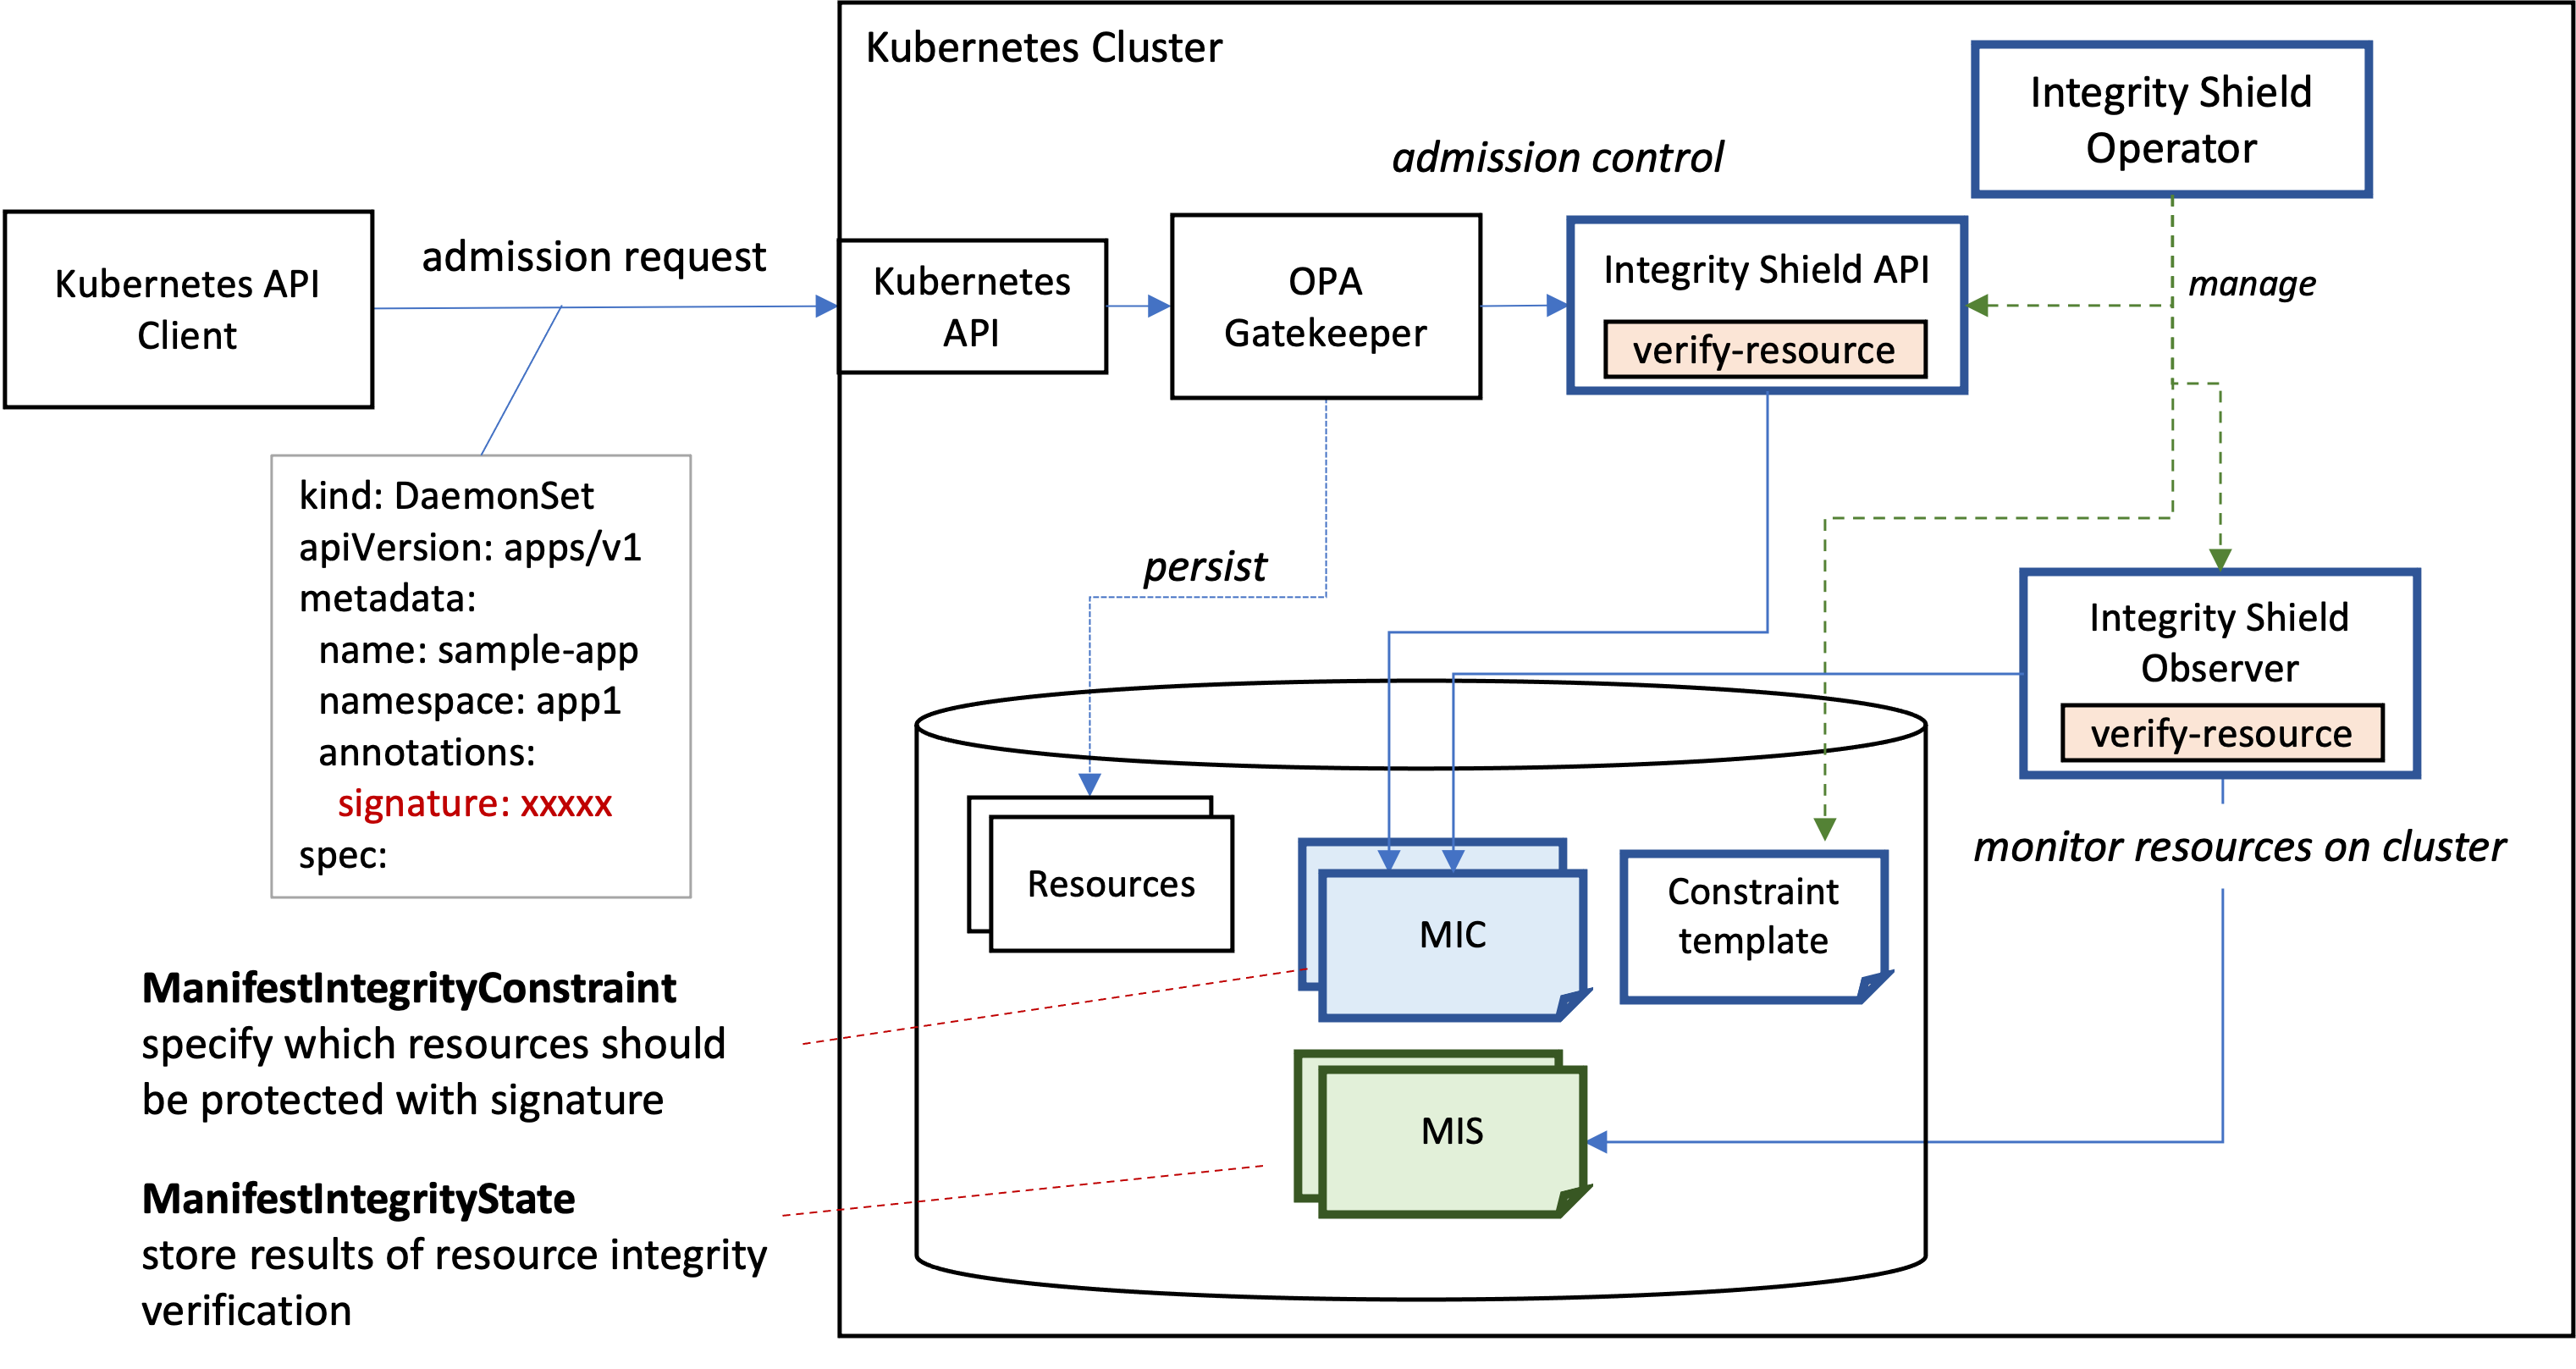 Kubernetes Cluster
Integrity Shield
Operator
admission control
Kubernetes API
Client
admission request
Kubernetes
API
OPA
Gatekeeper
Integrity Shield API
verify-resource
manage
kind: DaemonSet
apiVersion: apps/v1
metadata:
name: sample-app
namespace: app1
annotations:
signature: xxxxx
spec:
persist
Integrity Shield
Observer
verify-resource
monitor resources on cluster
Resources
MIC
Constraint
template
MIS
ManifestIntegrityConstraint
specify which resources should
be protected with signature
ManifestIntegrityState
store results of resource integrity
verification